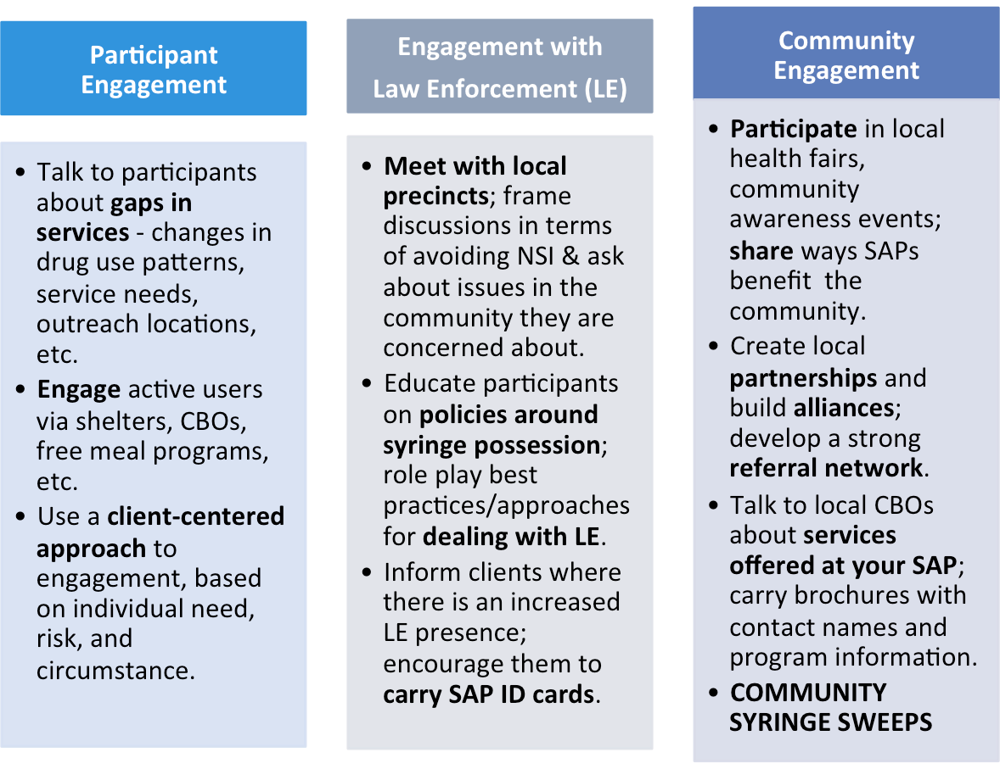 Participant
Engagement
• Talk to participants
about gaps in
services - changes in
drug use patterns,
service needs,
outreach locations,
etc.
• Engage active users
via shelters, CBOs,
free meal programs,
etc.
• Use a client-centered
approach to
engagement, based
on individual need,
risk, and
circumstance.
Engagement with
Law Enforcement (LE)
• Meet with local
precincts; frame
discussions in terms
of avoiding NSI & ask
about issues in the
community they are
concerned about.
• Educate participants
on policies around
syringe possession;
role play best
practices/approaches
for dealing with LE.
• Inform clients where
there is an increased
LE presence;
encourage them to
carry SAP ID cards.
Community
Engagement
• Participate in local
health fairs,
community
awareness events;
share ways SAPs
benefit  the
community.
• Create local
partnerships and
build alliances;
develop a strong
referral network.
• Talk to local CBOs
about services
offered at your SAP;
carry brochures with
contact names and
program information.
• COMMUNITY
SYRINGE SWEEPS